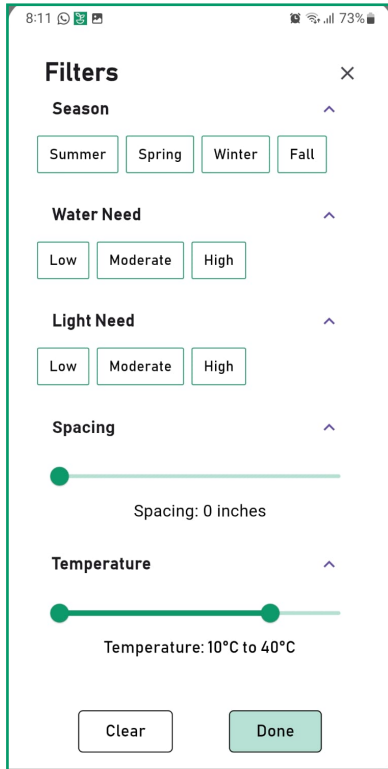 8:11 73%
Filters
Season
Summer Spring Winter Fall
Water Need
Low Moderate High
Light Need
Low Moderate High
Spacing
Spacing: 0 inches
Temperature
Temperature: 10°C to 40°C
Clear Done